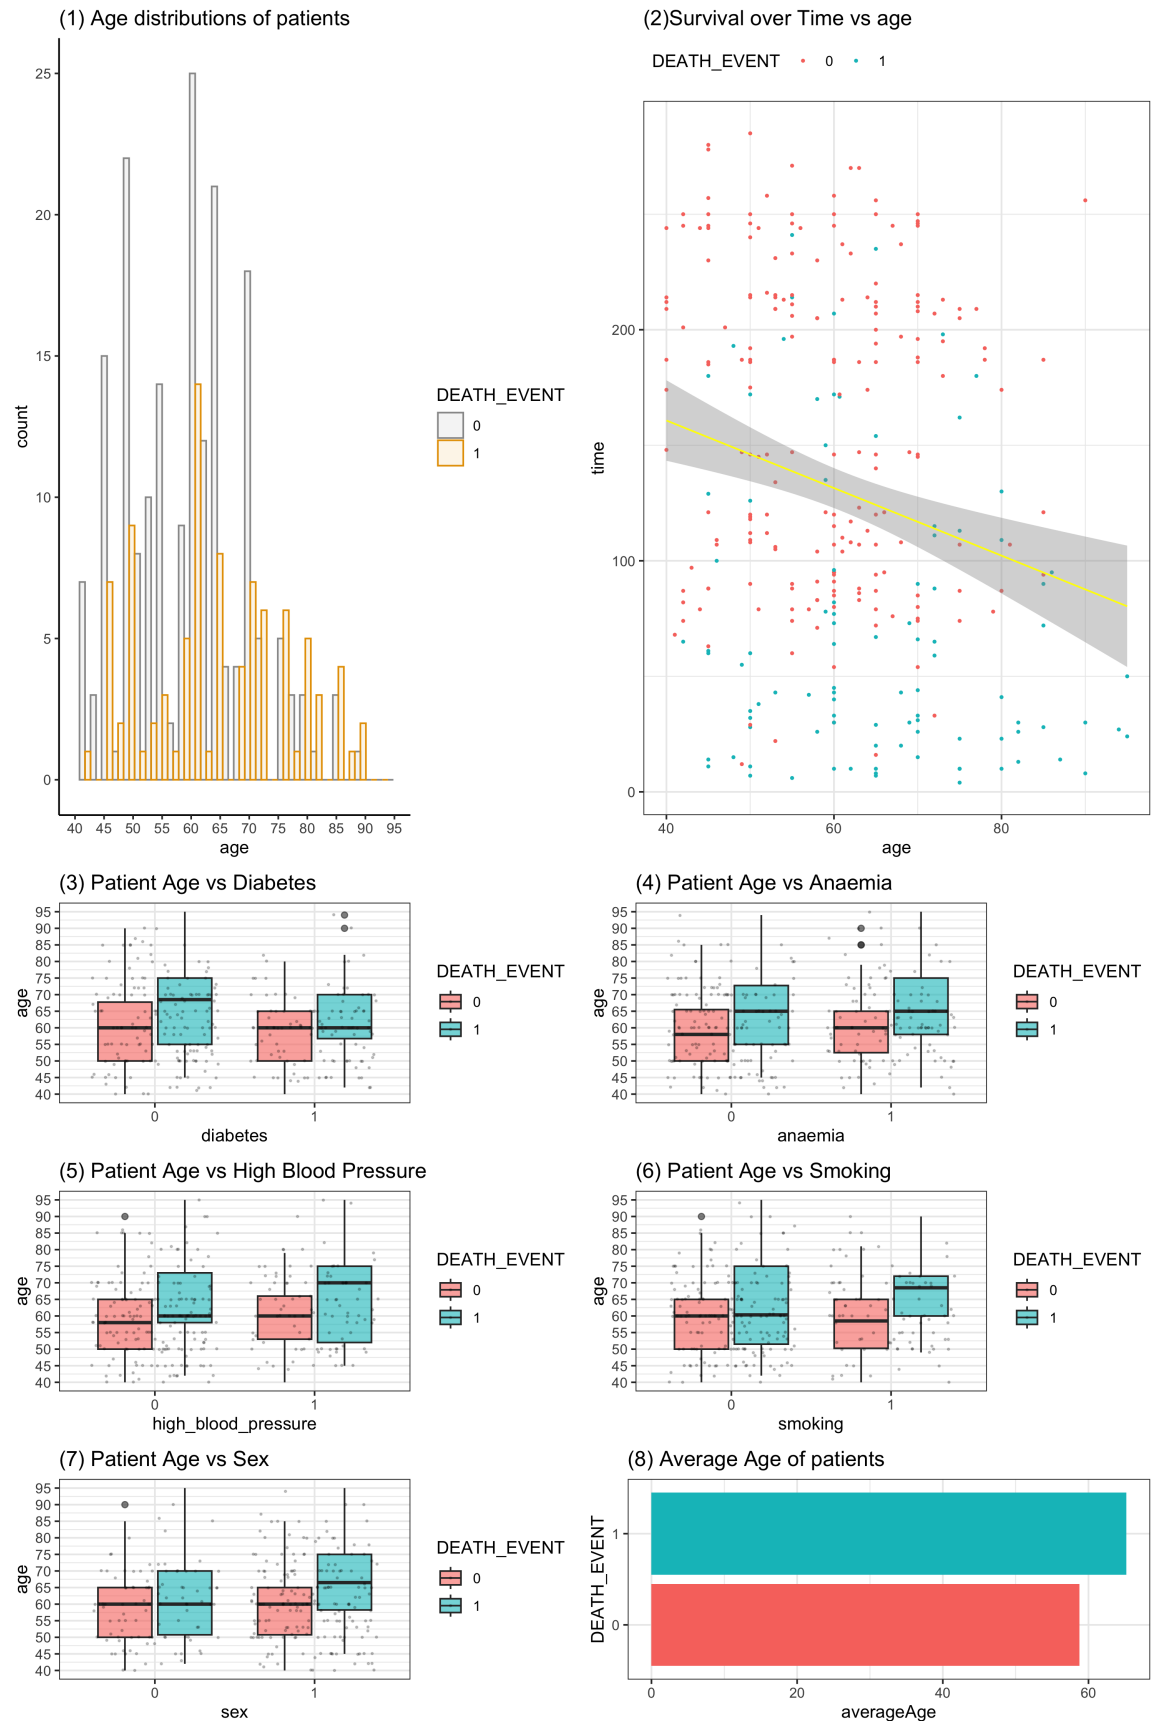 (1) Age distributions of patients
25
20
15
10
5
0
count
40 45 50 55 60 65 70 75 80 85 90 95
age
DEATH_EVENT
0
1
(2)Survival over Time vs age
DEATH_EVENT 0 1
200
100
0
time
40 60 80
age
(3) Patient Age vs Diabetes
95
90
85
80
75
70
65
60
55
50
45
40
age
0 1
diabetes
DEATH_EVENT
0
1
(4) Patient Age vs Anaemia
95
90
85
80
75
70
65
60
55
50
45
40
age
0 1
anaemia
DEATH_EVENT
0
1
(5) Patient Age vs High Blood Pressure
95
90
85
80
75
70
65
60
55
50
45
40
age
0 1
high_blood_pressure
DEATH_EVENT
0
1
(6) Patient Age vs Smoking
95
90
85
80
75
70
65
60
55
50
45
40
age
0 1
smoking
DEATH_EVENT
0
1
(7) Patient Age vs Sex
95
90
85
80
75
70
65
60
55
50
45
40
age
0 1
sex
DEATH_EVENT
0
1
(8) Average Age of patients
1
0
DEATH_EVENT
0 20 40 60
averageAge